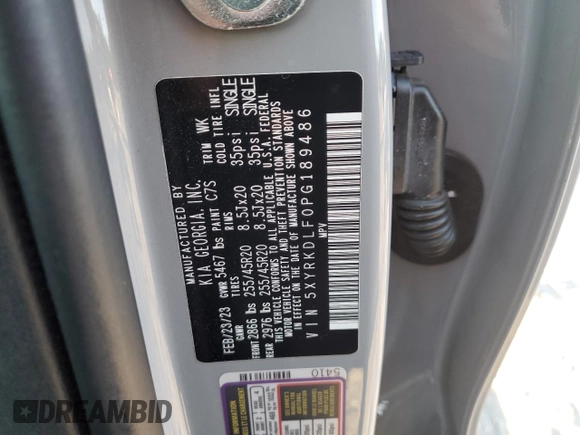 MANUFACTURED BY
KIA GEORGIA, INC.
FEB/23/23 PAINT C7S TRIM WK
GVWR 5467 lbs
GAWR TIRES RIMS COLD TIRE INFL
FRONT 2866 lbs 255/45R20 8.5Jx20 35psi SINGLE
REAR 2976 lbs 255/45R20 8.5Jx20 35psi SINGLE
THIS VEHICLE CONFORMS TO ALL APPLICABLE U.S.A. FEDERAL
MOTOR VEHICLE SAFETY AND THEFT PREVENTION STANDARDS
IN EFFECT ON THE DATE OF MANUFACTURE SHOWN ABOVE
VIN 5XYRKDLF0PG189486
MPV
5410
DREAMBID
dreambid.com